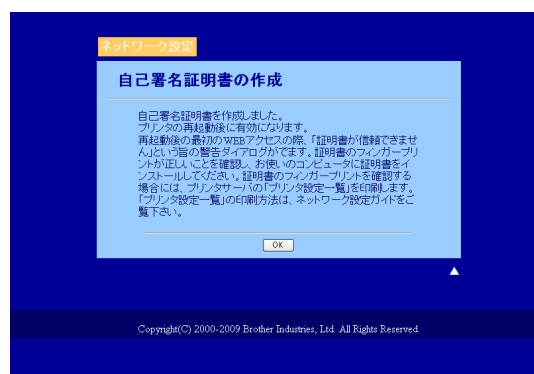 ネットワーク設定
自己署名証明書の作成
自己署名証明書を作成しました。
プリンタの再起動後に有効になります。
再起動後の最初のWEBアクセスの際、「証明書が信頼できませ
ん」という旨の警告ダイアログがでます。証明書のフィンガープリ
ントが正しいことを確認し、お使いのコンピュータに証明書をイ
ンストールしてください。証明書のフィンガープリントを確認する
場合には、プリンタサーバの「プリンタ設定一覧」を印刷します。
「プリンタ設定一覧」の印刷方法は、ネットワーク設定ガイドをご
覧下さい。
OK
Copyright(C) 2000-2009 Brother Industries, Ltd. All Rights Reserved.